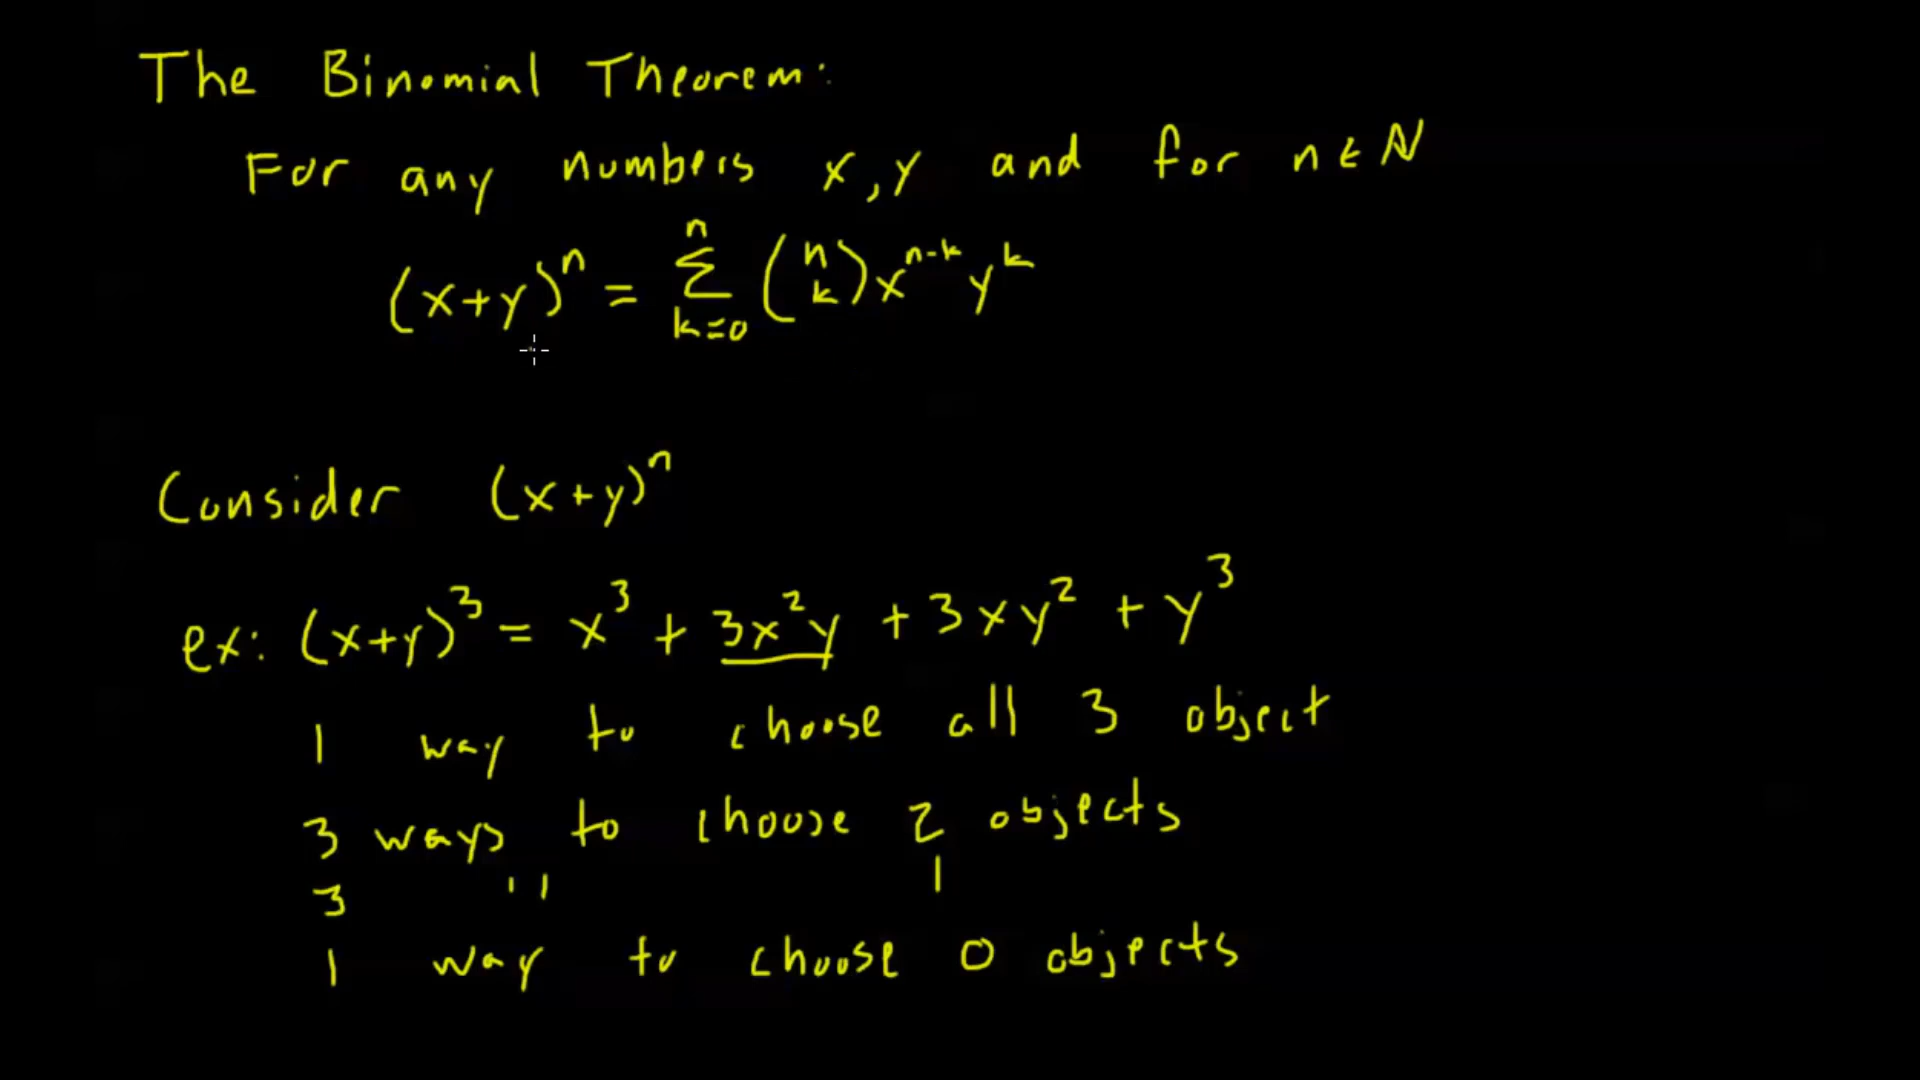 The Binomial Theorem:
For any numbers x, y and for n ∈ ℕ
(x+y)^n = \sum_{k=0}^{n} \binom{n}{k} x^{n-k} y^k
Consider (x+y)^n
ex: (x+y)^3 = x^3 + 3x^2y + 3xy^2 + y^3
1 way to choose all 3 object
3 ways to choose 2 objects
3 '' 1
1 way to choose 0 objects